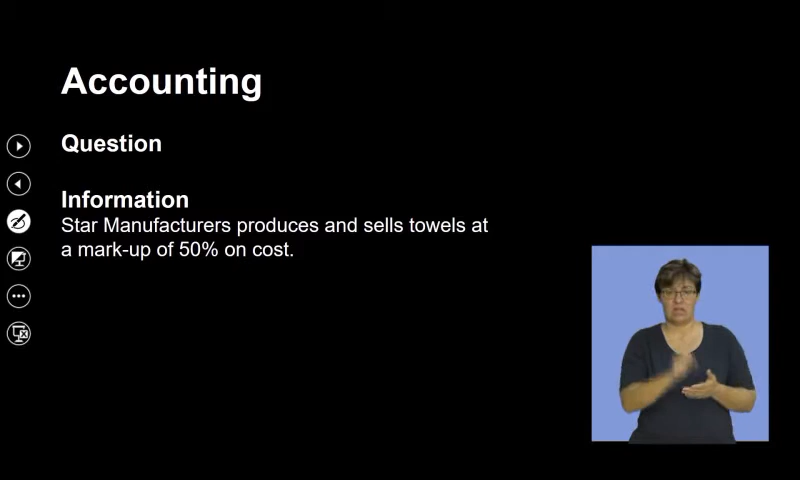 Accounting
Question
Information
Star Manufacturers produces and sells towels at
a mark-up of 50% on cost.